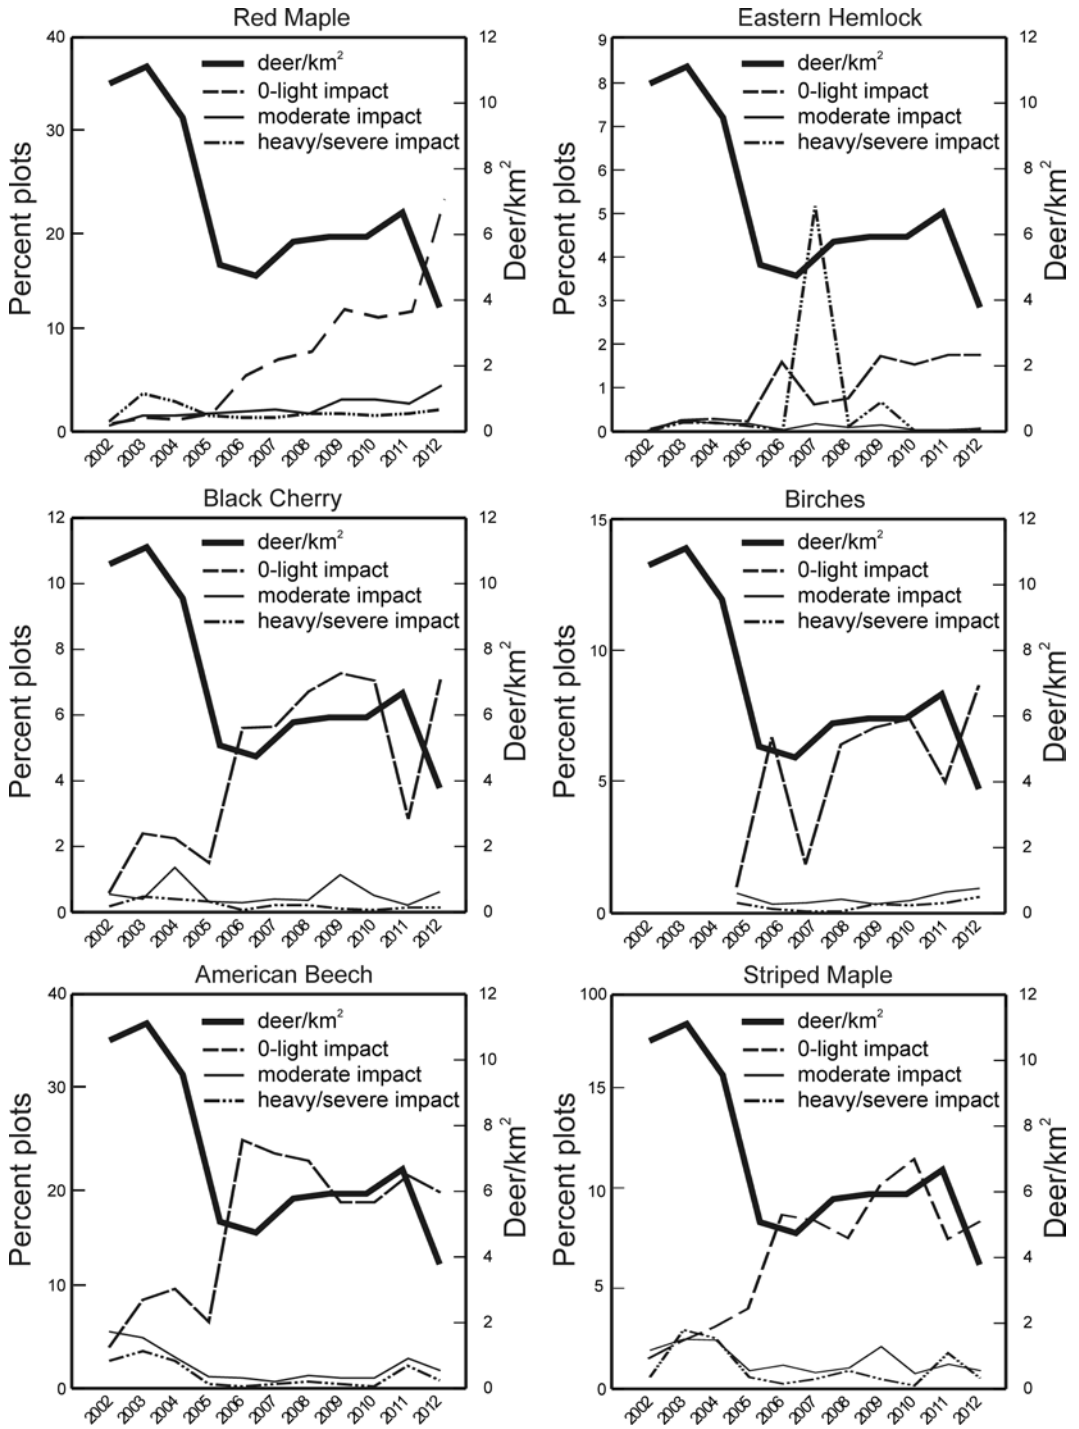 Red Maple
40
30
20
10
0
Percent plots
12
10
8
6
4
2
0
Deer/km²
deer/km²
0-light impact
moderate impact
heavy/severe impact
2002 2003 2004 2005 2006 2007 2008 2009 2010 2011 2012
Eastern Hemlock
9
8
7
6
5
4
3
2
1
0
Percent plots
12
10
8
6
4
2
0
Deer/km²
deer/km²
0-light impact
moderate impact
heavy/severe impact
2002 2003 2004 2005 2006 2007 2008 2009 2010 2011 2012
Black Cherry
12
10
8
6
4
2
0
Percent plots
12
10
8
6
4
2
0
Deer/km²
deer/km²
0-light impact
moderate impact
heavy/severe impact
2002 2003 2004 2005 2006 2007 2008 2009 2010 2011 2012
Birches
15
10
5
0
Percent plots
12
10
8
6
4
2
0
Deer/km²
deer/km²
0-light impact
moderate impact
heavy/severe impact
2002 2003 2004 2005 2006 2007 2008 2009 2010 2011 2012
American Beech
40
30
20
10
0
Percent plots
12
10
8
6
4
2
0
Deer/km²
deer/km²
0-light impact
moderate impact
heavy/severe impact
2002 2003 2004 2005 2006 2007 2008 2009 2010 2011 2012
Striped Maple
100
15
10
5
0
Percent plots
12
10
8
6
4
2
0
Deer/km²
deer/km²
0-light impact
moderate impact
heavy/severe impact
2002 2003 2004 2005 2006 2007 2008 2009 2010 2011 2012